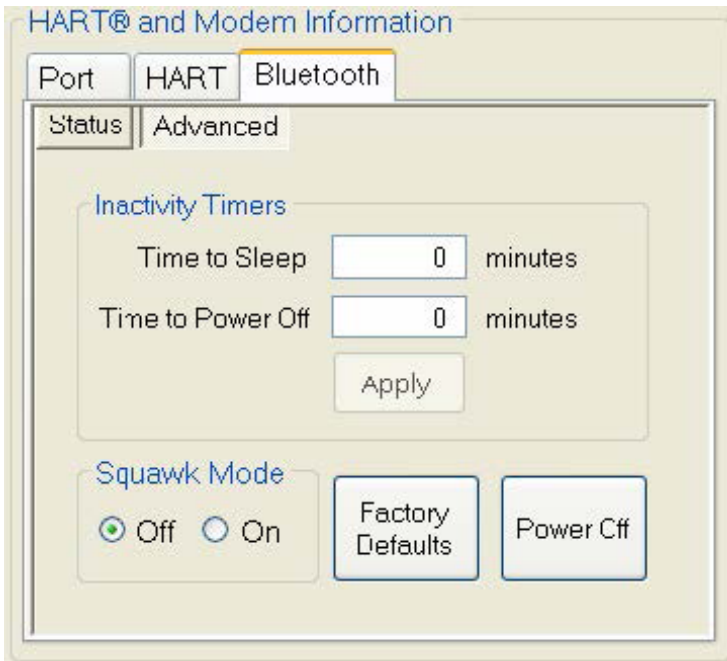 HART® and Modem Information
Port HART Bluetooth
Status Advanced
Inactivity Timers
Time to Sleep 0 minutes
Time to Power Off 0 minutes
Apply
Squawk Mode
Off On
Factory Defaults
Power Off